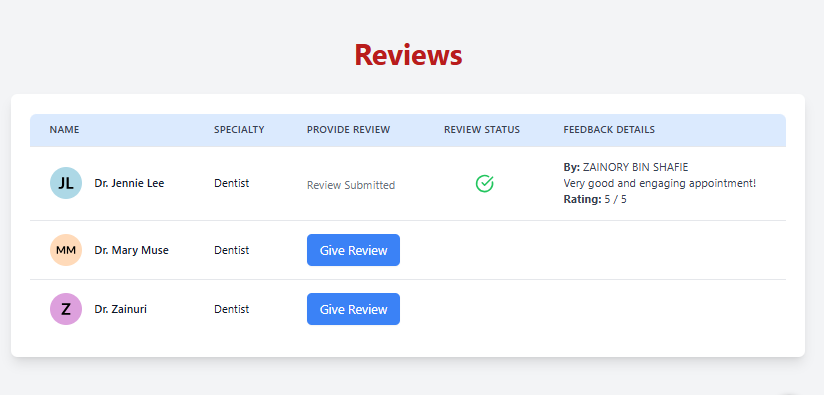 Reviews
NAME SPECIALTY PROVIDE REVIEW REVIEW STATUS FEEDBACK DETAILS
JL Dr. Jennie Lee Dentist Review Submitted
By: ZAINORY BIN SHAFIE
Very good and engaging appointment!
Rating: 5 / 5
MM Dr. Mary Muse Dentist Give Review
Z Dr. Zainuri Dentist Give Review